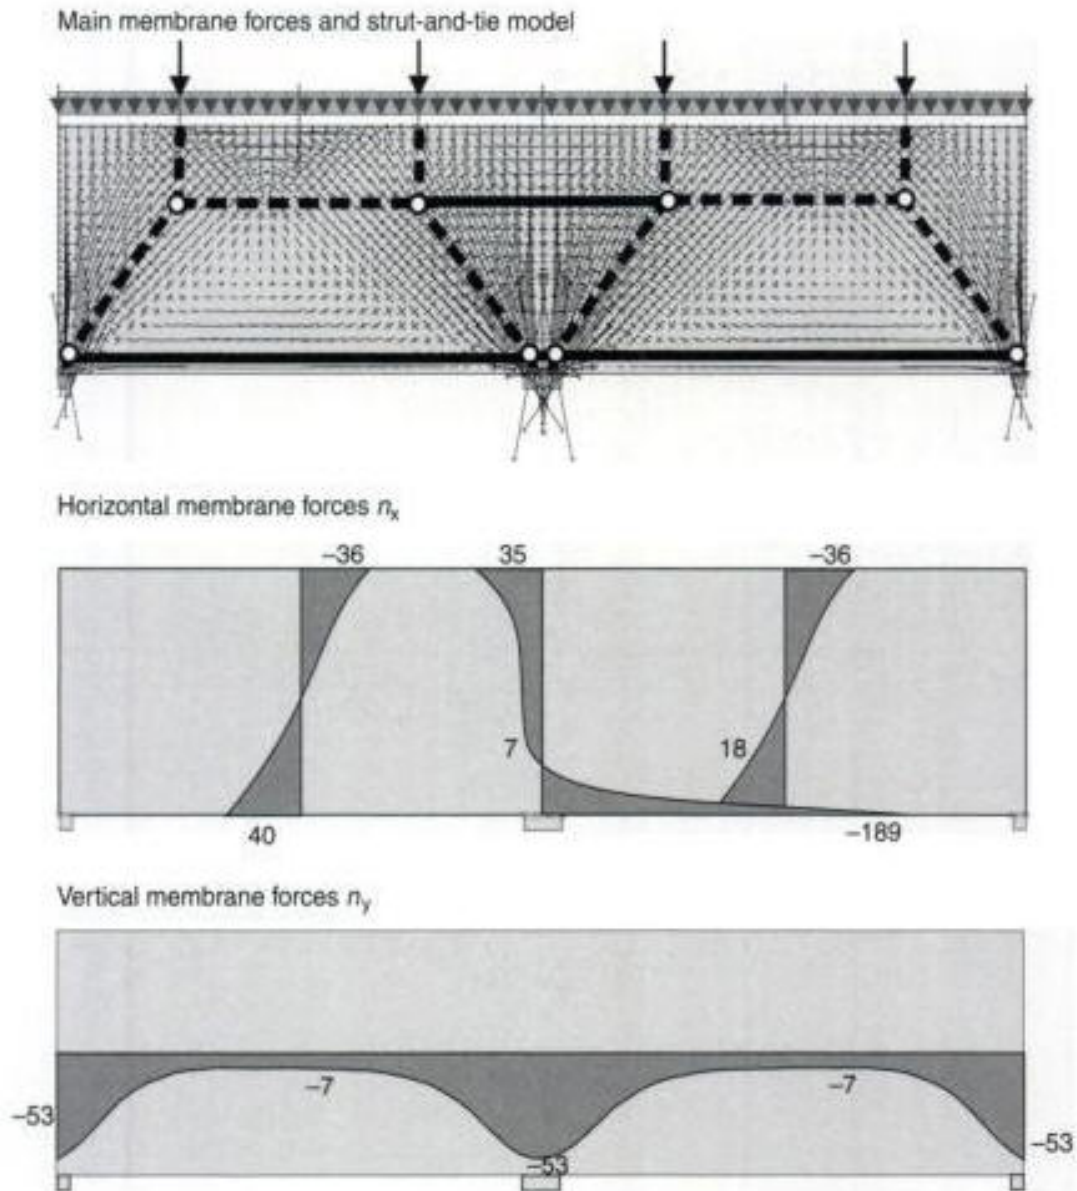 Main membrane forces and strut-and-tie model
Horizontal membrane forces nx
–36 35 –36
7 18
40 –189
Vertical membrane forces ny
–7 –7
–53 –53
–53